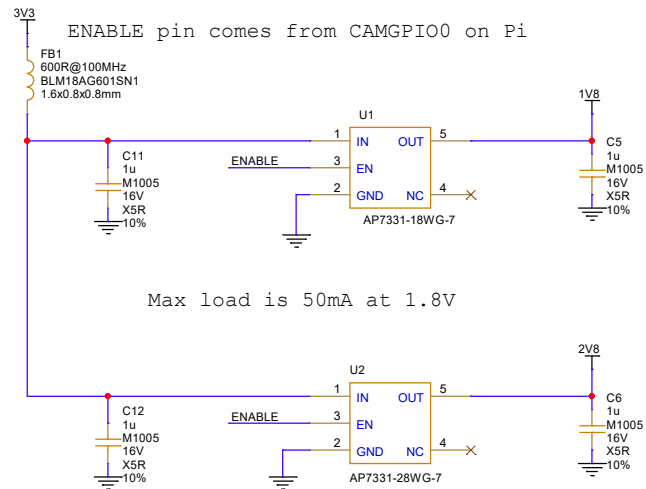 3V3
ENABLE pin comes from CAMGPIO0 on Pi
FB1
600R@100MHz
BLM18AG601SN1
1.6x0.8x0.8mm
U1
1V8
1 IN OUT 5
ENABLE 3 EN
2 GND NC 4
AP7331-18WG-7
C11
1u
M1005
16V
X5R
10%
C5
1u
M1005
16V
X5R
10%
Max load is 50mA at 1.8V
U2
2V8
1 IN OUT 5
ENABLE 3 EN
2 GND NC 4
AP7331-28WG-7
C12
1u
M1005
16V
X5R
10%
C6
1u
M1005
16V
X5R
10%